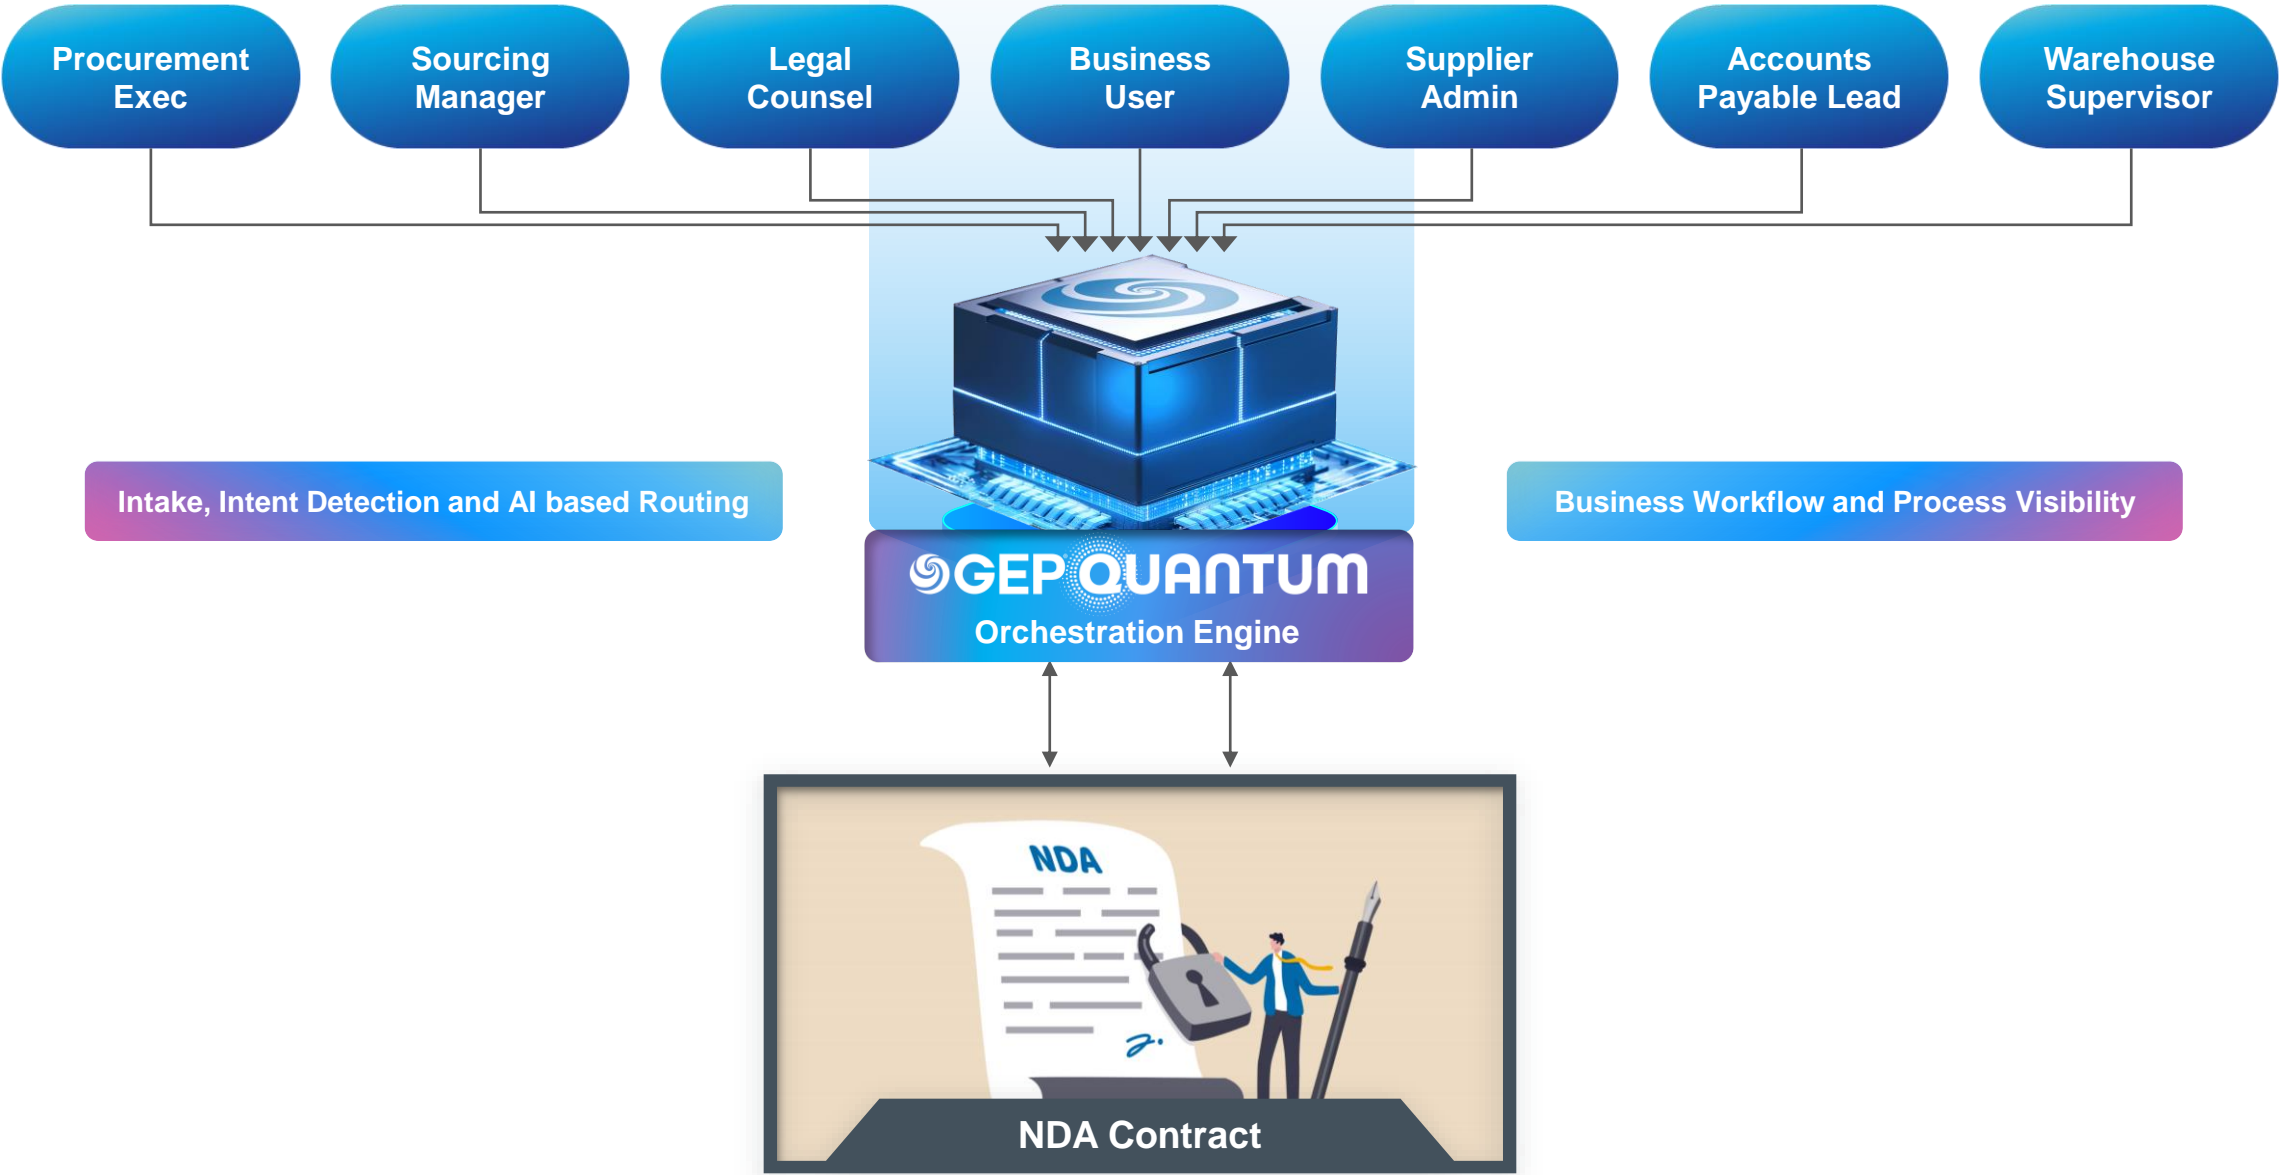 Procurement
Exec
Sourcing
Manager
Legal
Counsel
Business
User
Supplier
Admin
Accounts
Payable Lead
Warehouse
Supervisor
Intake, Intent Detection and AI based Routing
Business Workflow and Process Visibility
GEP QUANTUM
Orchestration Engine
NDA
NDA Contract